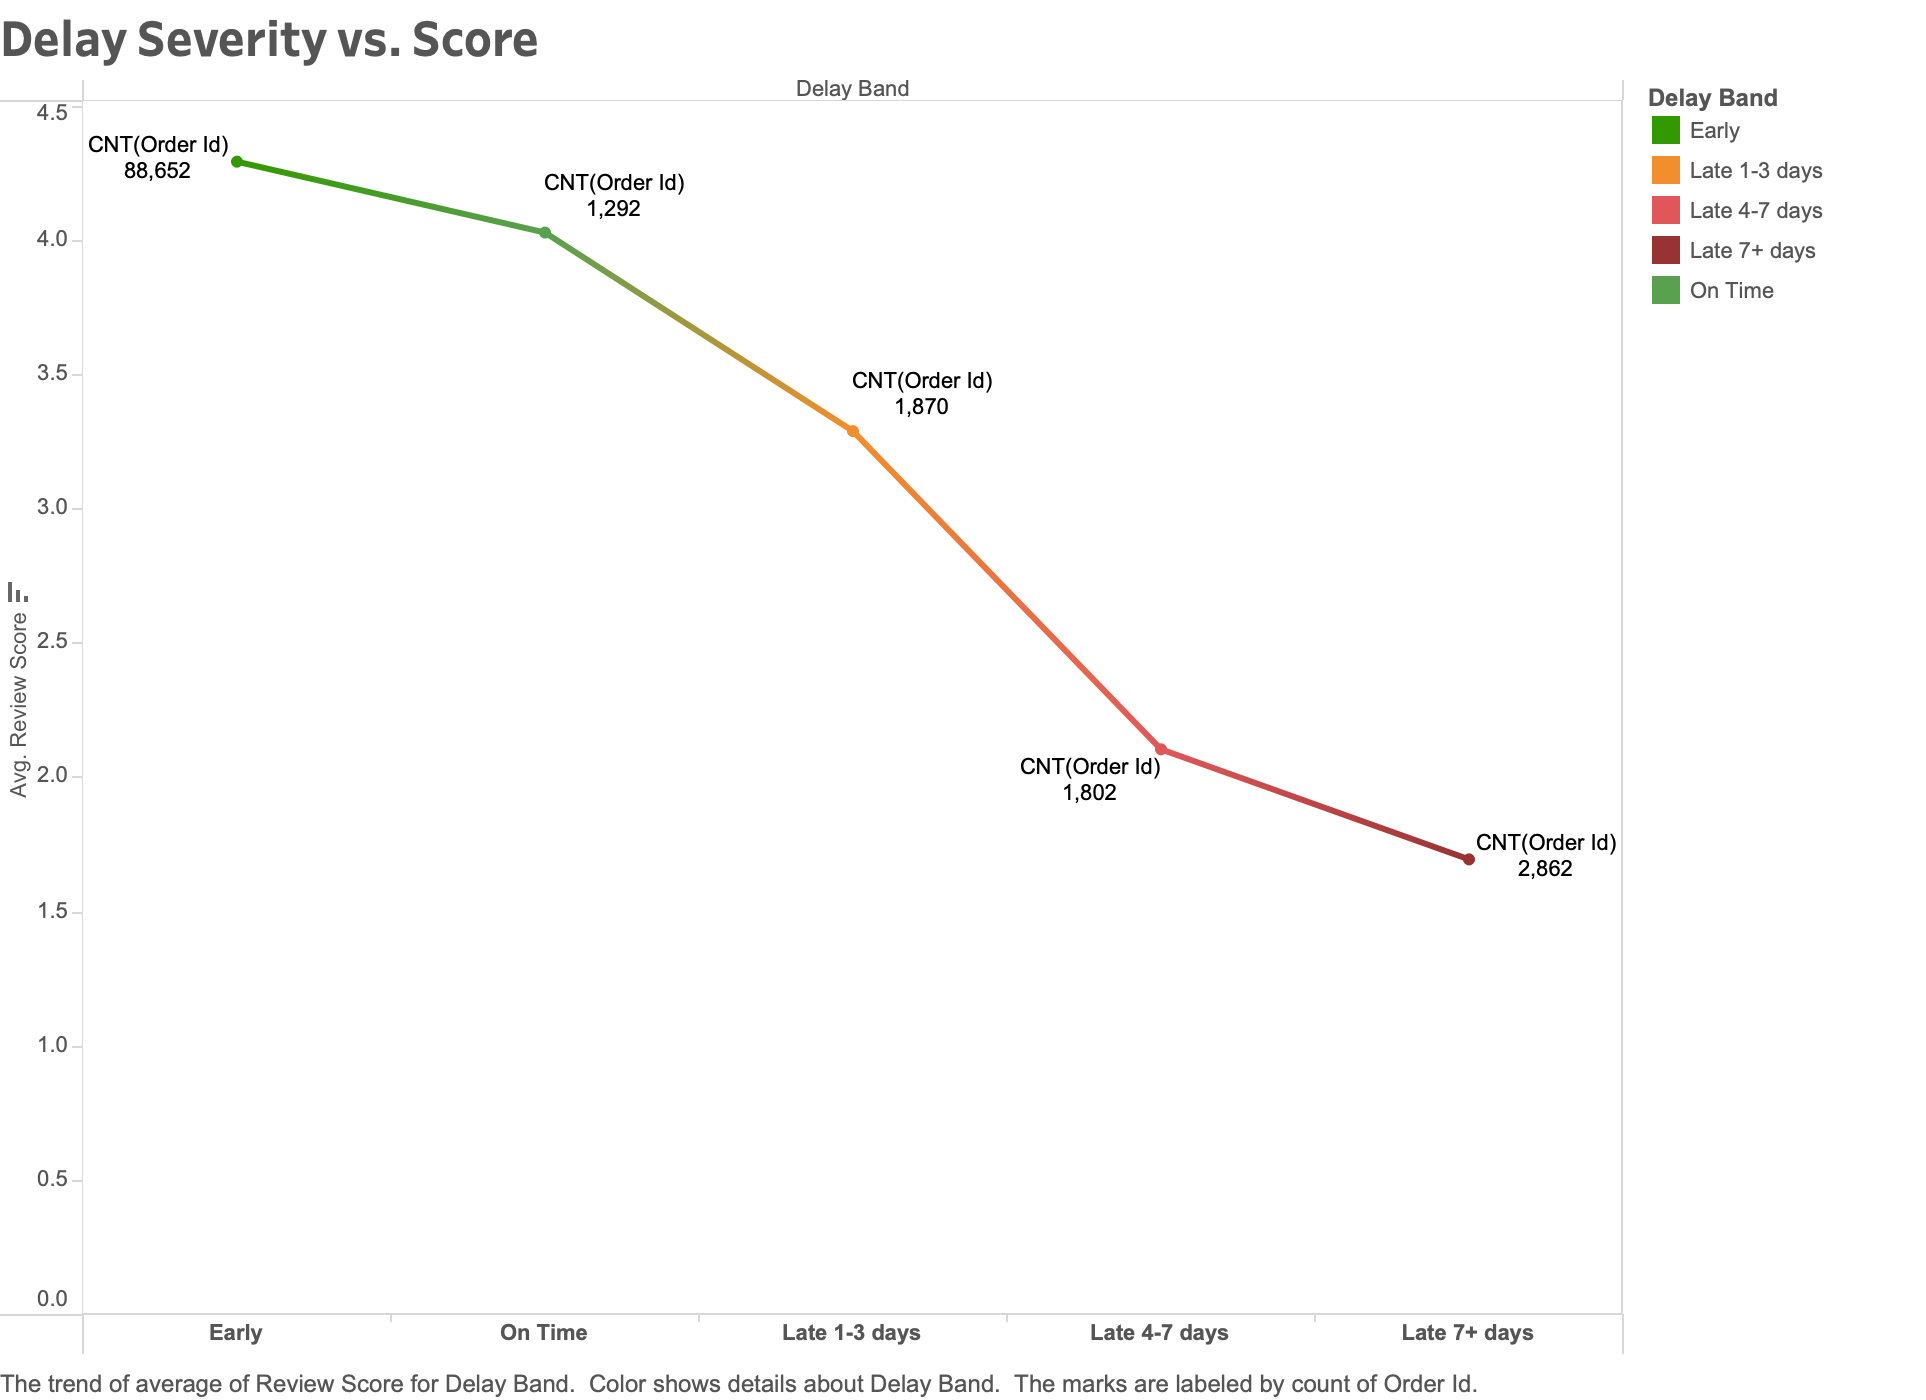 Delay Severity vs. Score
Delay Band
4.5
4.0
3.5
3.0
2.5
2.0
1.5
1.0
0.5
0.0
Avg. Review Score
CNT(Order Id)
88,652
CNT(Order Id)
1,292
CNT(Order Id)
1,870
CNT(Order Id)
1,802
CNT(Order Id)
2,862
Early
On Time
Late 1-3 days
Late 4-7 days
Late 7+ days
Delay Band
Early
Late 1-3 days
Late 4-7 days
Late 7+ days
On Time
The trend of average of Review Score for Delay Band.  Color shows details about Delay Band.  The marks are labeled by count of Order Id.